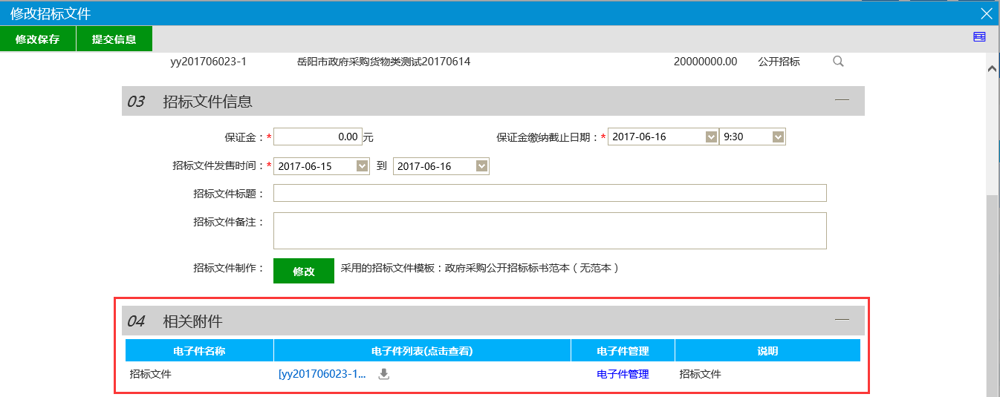 修改招标文件
修改保存 提交信息
yy201706023-1 岳阳市政府采购货物类测试20170614 20000000.00 公开招标
03 招标文件信息
保证金：* 0.00 元 保证金缴纳截止日期：* 2017-06-16 9:30
招标文件发售时间：* 2017-06-15 到 2017-06-16
招标文件标题：
招标文件备注：
招标文件制作： 修改 采用的招标文件模板：政府采购公开招标标书范本（无范本）
04 相关附件
电子件名称 电子件列表(点击查看) 电子件管理 说明
招标文件 [yy201706023-1... 电子件管理 招标文件